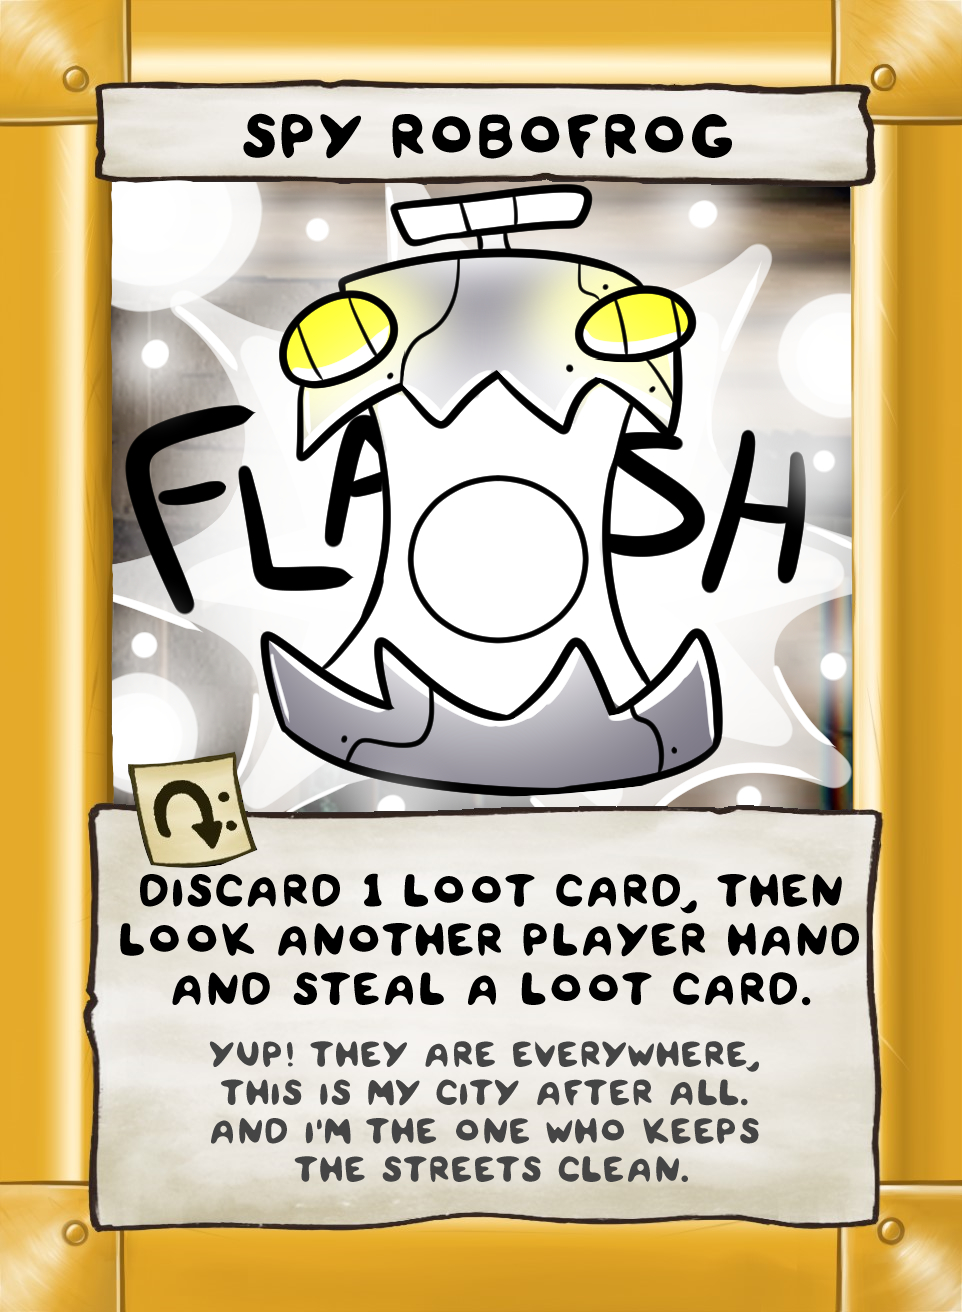 SPY ROBOFROG
FLASH
DISCARD 1 LOOT CARD, THEN
LOOK ANOTHER PLAYER HAND
AND STEAL A LOOT CARD.
YUP! THEY ARE EVERYWHERE,
THIS IS MY CITY AFTER ALL.
AND I'M THE ONE WHO KEEPS
THE STREETS CLEAN.